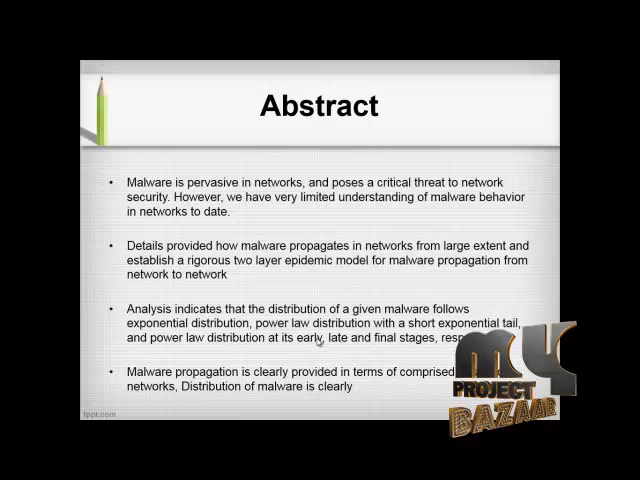 Abstract
• Malware is pervasive in networks, and poses a critical threat to network
security. However, we have very limited understanding of malware behavior
in networks to date.
• Details provided how malware propagates in networks from large extent and
establish a rigorous two layer epidemic model for malware propagation from
network to network
• Analysis indicates that the distribution of a given malware follows
exponential distribution, power law distribution with a short exponential tail,
and power law distribution at its early, late and final stages,
• Malware propagation is clearly provided in terms of comprised
networks, Distribution of malware is clearly
fppt.com
MY
PROJECT
BAZAAR